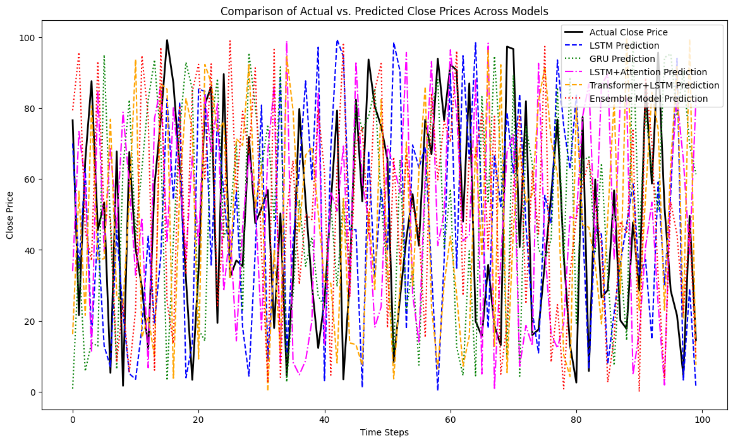 Comparison of Actual vs. Predicted Close Prices Across Models
Actual Close Price
LSTM Prediction
GRU Prediction
LSTM+Attention Prediction
Transformer+LSTM Prediction
Ensemble Model Prediction
Close Price
100
80
60
40
20
0
0 20 40 60 80 100
Time Steps